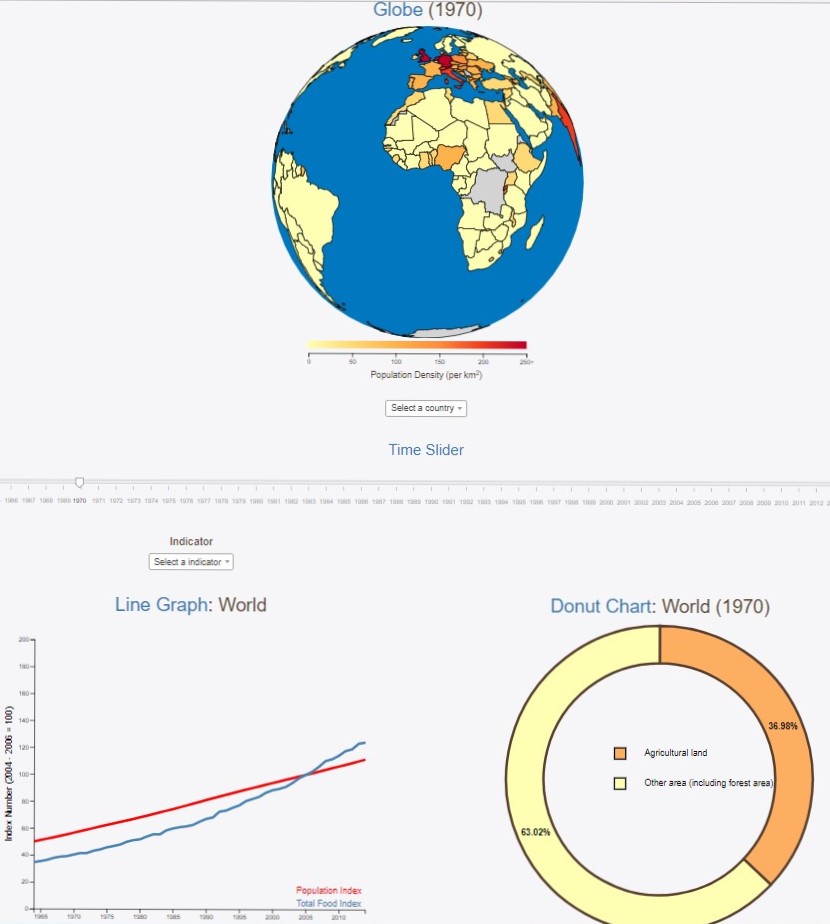 Globe (1970)
0 50 100 150 200 250+
Population Density (per km²)
Select a country
Time Slider
1966 1967 1968 1969 1970 1971 1972 1973 1974 1975 1976 1977 1978 1979 1980 1981 1982 1983 1984 1985 1986 1987 1988 1989 1990 1991 1992 1993 1994 1995 1996 1997 1998 1999 2000 2001 2002 2003 2004 2005 2006 2007 2008 2009 2010 2011 2012
Indicator
Select a indicator
Line Graph: World
Index Number (2004 - 2006 = 100)
200
180
160
140
120
100
80
60
40
20
0
Population Index
Total Food Index
1965 1970 1975 1980 1985 1990 1995 2000 2005 2010
Donut Chart: World (1970)
36.98%
Agricultural land
Other area (including forest area)
63.02%